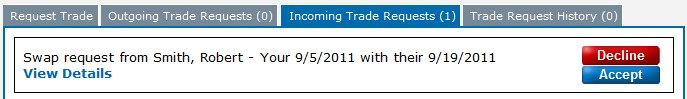 Request Trade Outgoing Trade Requests (0) Incoming Trade Requests (1) Trade Request History (0)
Swap request from Smith, Robert - Your 9/5/2011 with their 9/19/2011
Decline
View Details
Accept